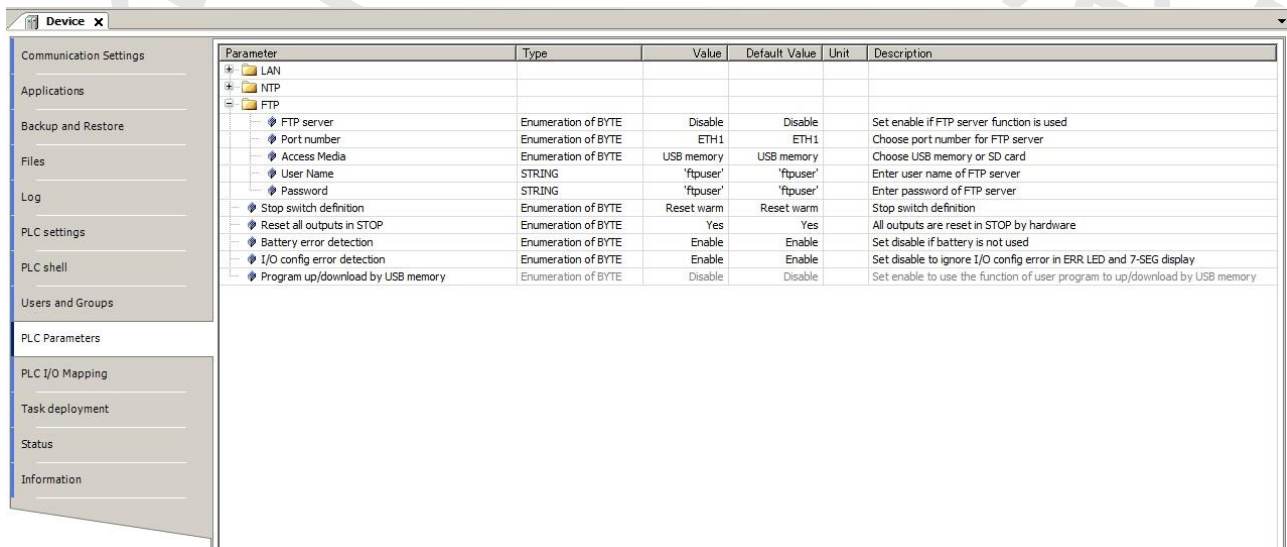 Device
Communication Settings
Applications
Backup and Restore
Files
Log
PLC settings
PLC shell
Users and Groups
PLC Parameters
PLC I/O Mapping
Task deployment
Status
Information
Parameter Type Value Default Value Unit Description
LAN
NTP
FTP
FTP server Enumeration of BYTE Disable Disable Set enable if FTP server function is used
Port number Enumeration of BYTE ETH1 ETH1 Choose port number for FTP server
Access Media Enumeration of BYTE USB memory USB memory Choose USB memory or SD card
User Name STRING 'ftpuser' 'ftpuser' Enter user name of FTP server
Password STRING 'ftpuser' 'ftpuser' Enter password of FTP server
Stop switch definition Enumeration of BYTE Reset warm Reset warm Stop switch definition
Reset all outputs in STOP Enumeration of BYTE Yes Yes All outputs are reset in STOP by hardware
Battery error detection Enumeration of BYTE Enable Enable Set disable if battery is not used
I/O config error detection Enumeration of BYTE Enable Enable Set disable to ignore I/O config error in ERR LED and 7-SEG display
Program up/download by USB memory Enumeration of BYTE Disable Disable Set enable to use the function of user program to up/download by USB memory